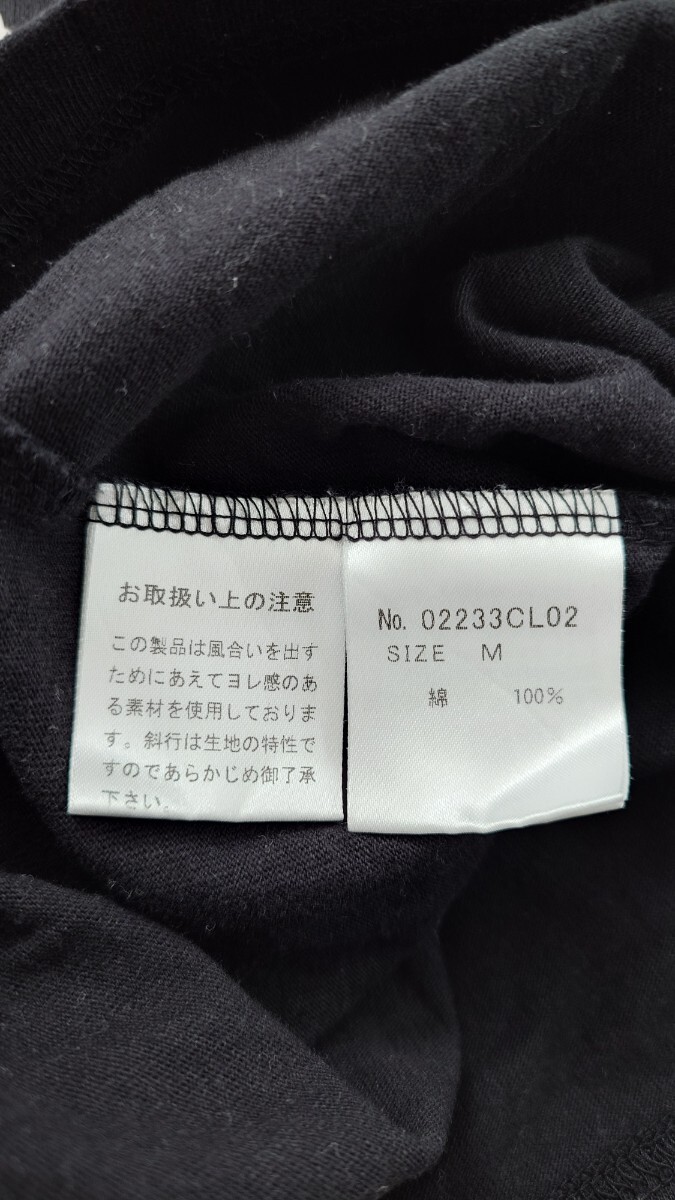 お取扱い上の注意
この製品は風合いを出す
ためにあえてヨレ感のあ
る素材を使用しておりま
す。斜行は生地の特性で
すのであらかじめ御了承
下さい。
No. 02233CL02
SIZE M
綿 100%